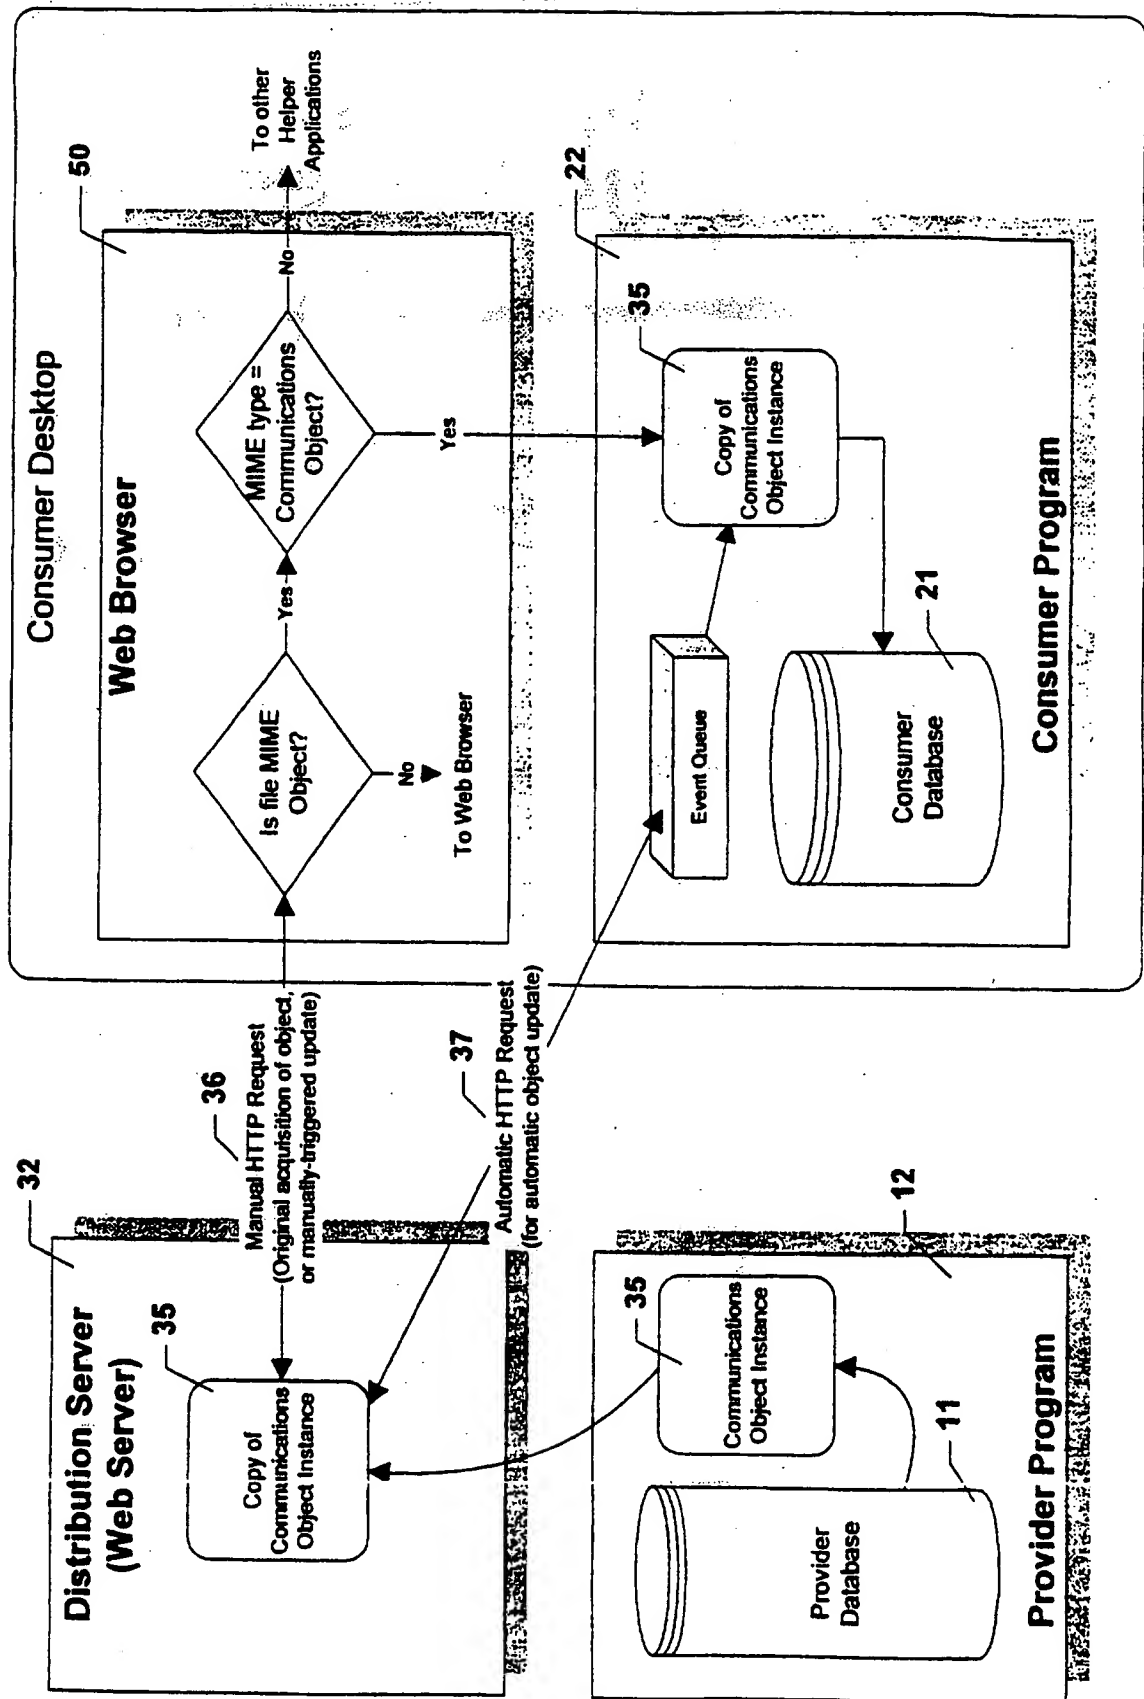 Consumer Desktop
Web Browser
50
Is file MIME
Object?
Yes
No
To Web Browser
MIME type =
Communications
Object?
No
Yes
To other
Helper
Applications
Distribution Server
(Web Server)
32
35
Copy of
Communications
Object Instance
36
Manual HTTP Request
(Original acquisition of object,
or manually-triggered update)
37
Automatic HTTP Request
(for automatic object update)
Provider Program
12
35
Communications
Object Instance
Provider
Database
11
Consumer Program
22
35
Copy of
Communications
Object Instance
Event Queue
Consumer
Database
21